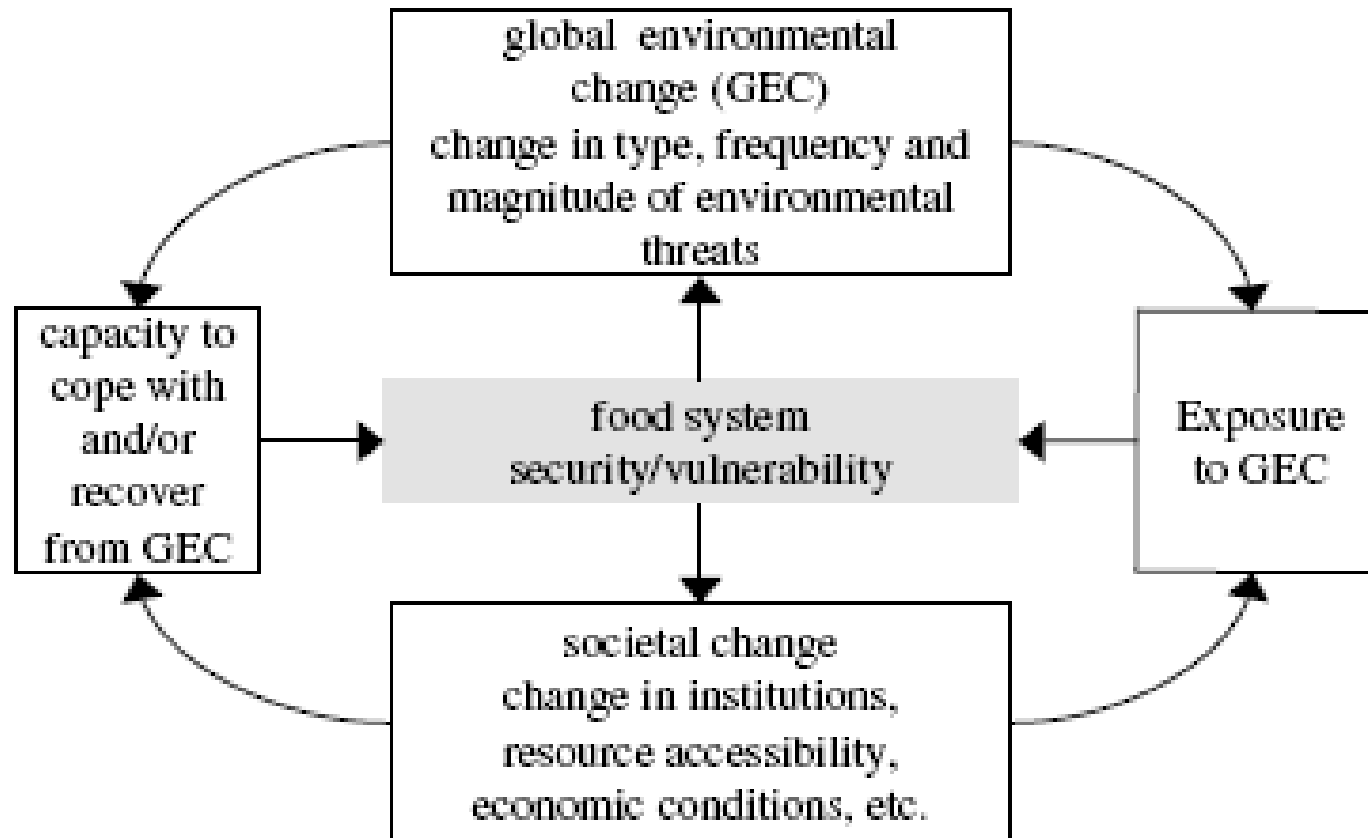 global environmental
change (GEC)
change in type, frequency and
magnitude of environmental
threats
capacity to
cope with
and/or
recover
from GEC
food system
security/vulnerability
Exposure
to GEC
societal change
change in institutions,
resource accessibility,
economic conditions, etc.